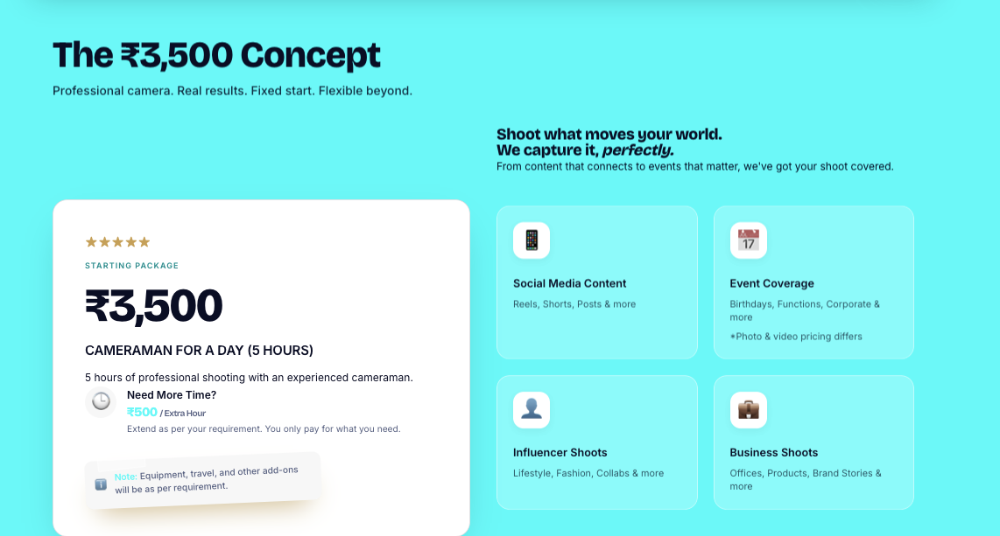 The ₹3,500 Concept
Professional camera. Real results. Fixed start. Flexible beyond.
Shoot what moves your world.
We capture it, perfectly.
From content that connects to events that matter, we've got your shoot covered.
STARTING PACKAGE
₹3,500
CAMERAMAN FOR A DAY (5 HOURS)
5 hours of professional shooting with an experienced cameraman.
Need More Time?
₹500 / Extra Hour
Extend as per your requirement. You only pay for what you need.
Note: Equipment, travel, and other add-ons
will be as per requirement.
Social Media Content
Reels, Shorts, Posts & more
17
Event Coverage
Birthdays, Functions, Corporate &
more
*Photo & video pricing differs
Influencer Shoots
Lifestyle, Fashion, Collabs & more
Business Shoots
Offices, Products, Brand Stories &
more